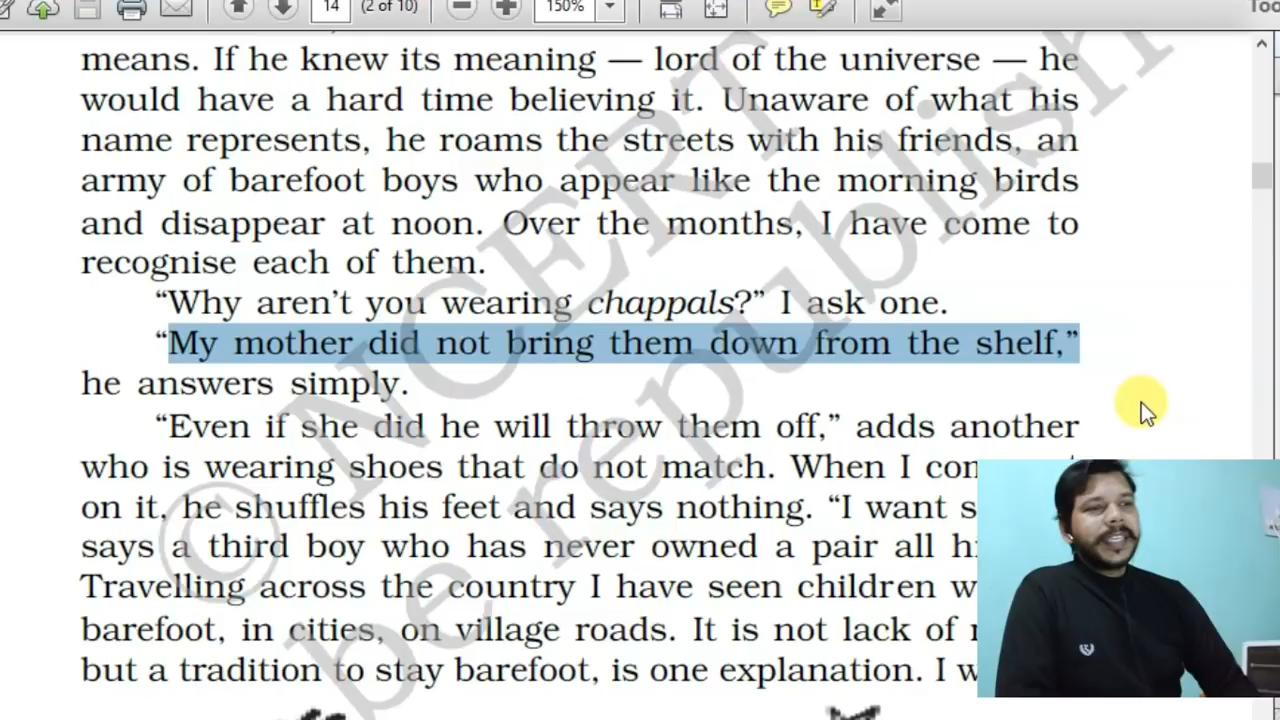 14 (2 of 10) 150% Too
means. If he knew its meaning — lord of the universe — he
would have a hard time believing it. Unaware of what his
name represents, he roams the streets with his friends, an
army of barefoot boys who appear like the morning birds
and disappear at noon. Over the months, I have come to
recognise each of them.
“Why aren’t you wearing chappals?” I ask one.
“My mother did not bring them down from the shelf,”
he answers simply.
“Even if she did he will throw them off,” adds another
who is wearing shoes that do not match. When I com
on it, he shuffles his feet and says nothing. “I want s
says a third boy who has never owned a pair all h
Travelling across the country I have seen children w
barefoot, in cities, on village roads. It is not lack of
but a tradition to stay barefoot, is one explanation. I w
© NCERT
be republish